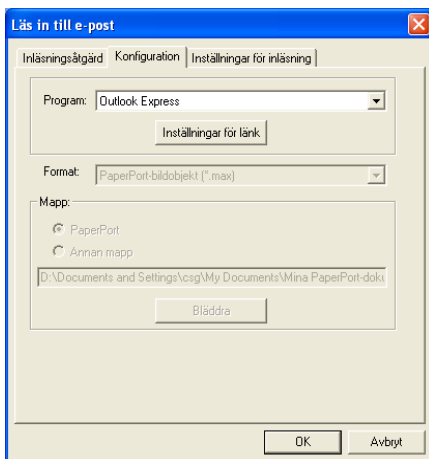 Läs in till e-post
Inläsningsåtgärd Konfiguration Inställningar för inläsning
Program: Outlook Express
Inställningar för länk
Format: PaperPort-bildobjekt (*.max)
Mapp:
PaperPort
Annan mapp
D:\Documents and Settings\csg\My Documents\Mina PaperPort-doku
Bläddra
OK Avbryt